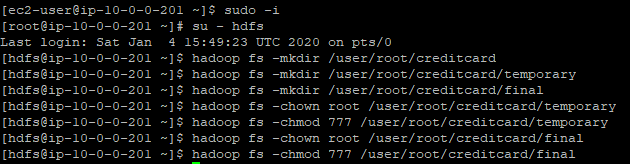 [ec2-user@ip-10-0-0-201 ~]$ sudo -i
[root@ip-10-0-0-201 ~]# su - hdfs
Last login: Sat Jan  4 15:49:23 UTC 2020 on pts/0
[hdfs@ip-10-0-0-201 ~]$ hadoop fs -mkdir /user/root/creditcard
[hdfs@ip-10-0-0-201 ~]$ hadoop fs -mkdir /user/root/creditcard/temporary
[hdfs@ip-10-0-0-201 ~]$ hadoop fs -mkdir /user/root/creditcard/final
[hdfs@ip-10-0-0-201 ~]$ hadoop fs -chown root /user/root/creditcard/temporary
[hdfs@ip-10-0-0-201 ~]$ hadoop fs -chmod 777 /user/root/creditcard/temporary
[hdfs@ip-10-0-0-201 ~]$ hadoop fs -chown root /user/root/creditcard/final
[hdfs@ip-10-0-0-201 ~]$ hadoop fs -chmod 777 /user/root/creditcard/final